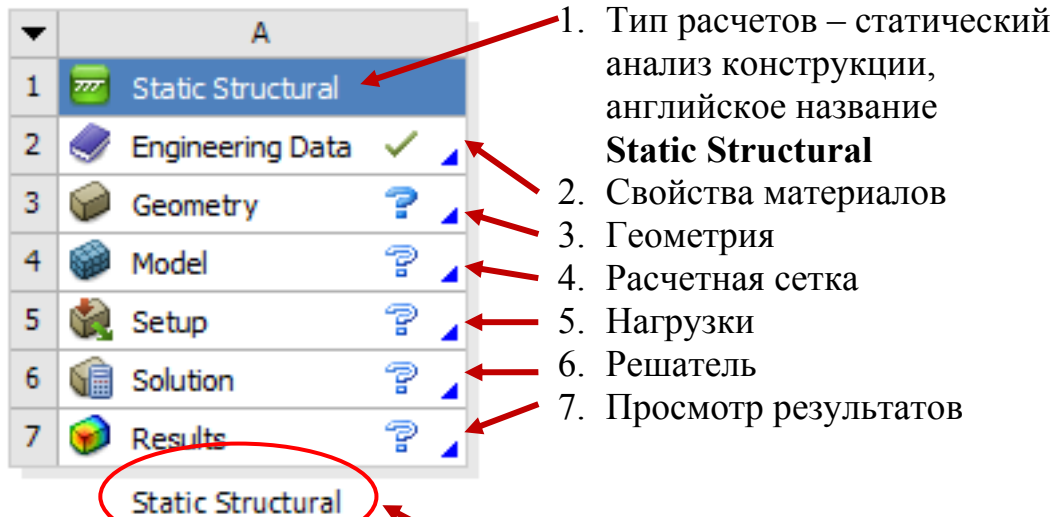 A
1 Static Structural
2 Engineering Data
3 Geometry
4 Model
5 Setup
6 Solution
7 Results
Static Structural
1. Тип расчетов – статический
анализ конструкции,
английское название
Static Structural
2. Свойства материалов
3. Геометрия
4. Расчетная сетка
5. Нагрузки
6. Решатель
7. Просмотр результатов